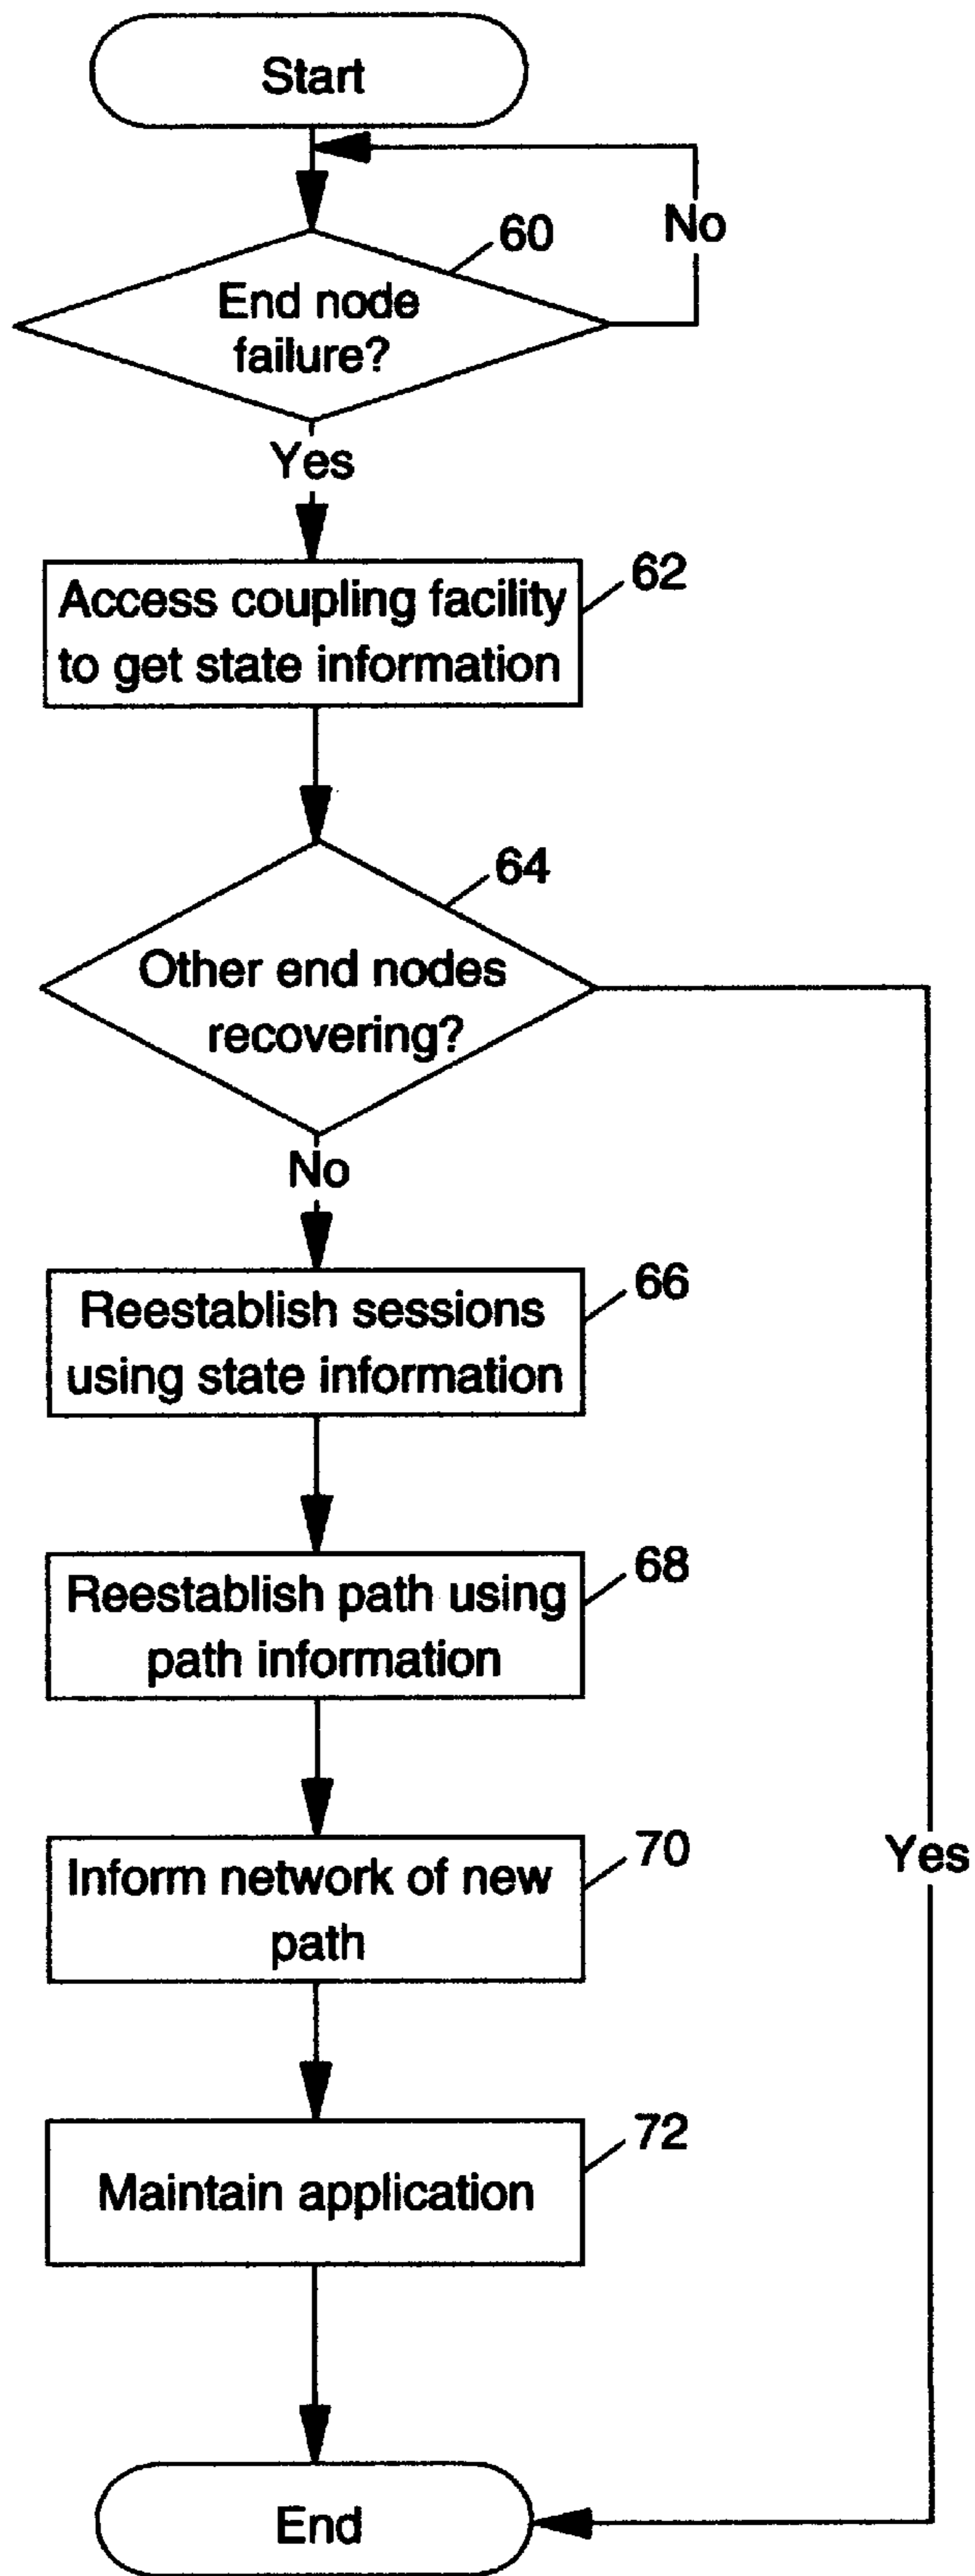 Start
60
No
End node
failure?
Yes
62
Access coupling facility
to get state information
64
Other end nodes
recovering?
No
66
Reestablish sessions
using state information
68
Reestablish path using
path information
70
Yes
Inform network of new
path
72
Maintain application
End